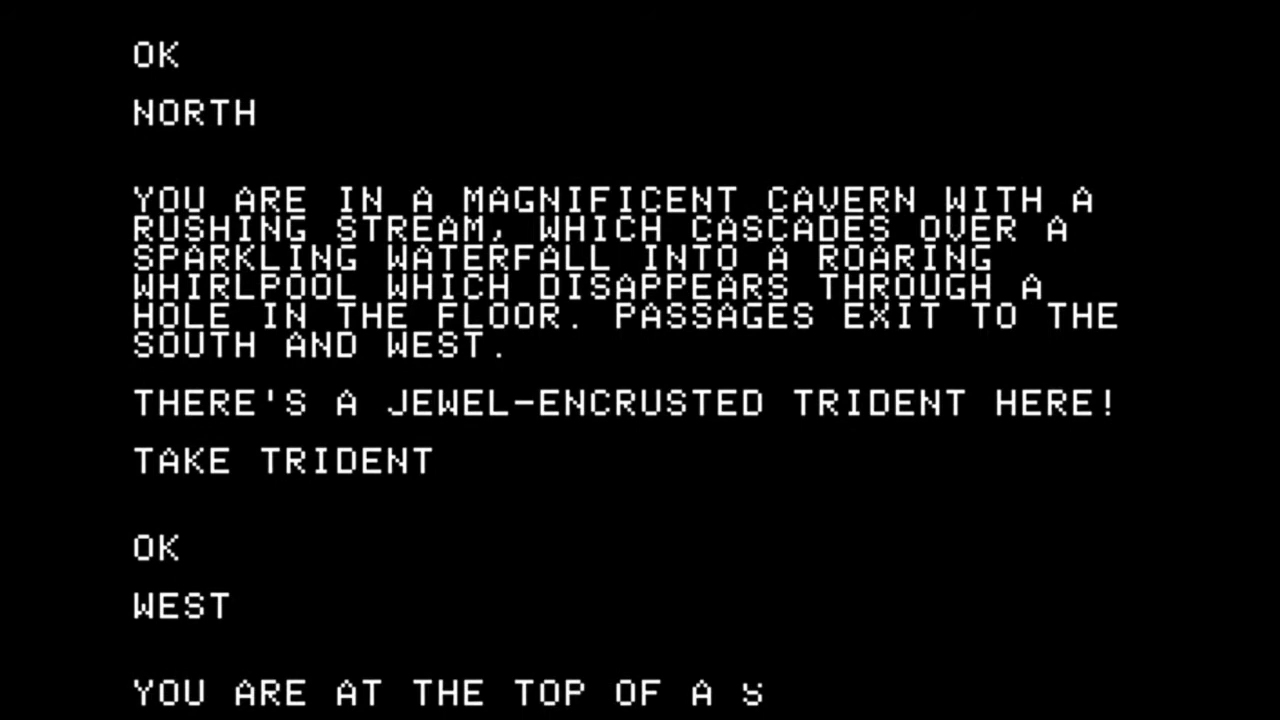 OK
NORTH
YOU ARE IN A MAGNIFICENT CAVERN WITH A
RUSHING STREAM, WHICH CASCADES OVER A
SPARKLING WATERFALL INTO A ROARING
WHIRLPOOL WHICH DISAPPEARS THROUGH A
HOLE IN THE FLOOR. PASSAGES EXIT TO THE
SOUTH AND WEST.
THERE'S A JEWEL-ENCRUSTED TRIDENT HERE!
TAKE TRIDENT
OK
WEST
YOU ARE AT THE TOP OF A